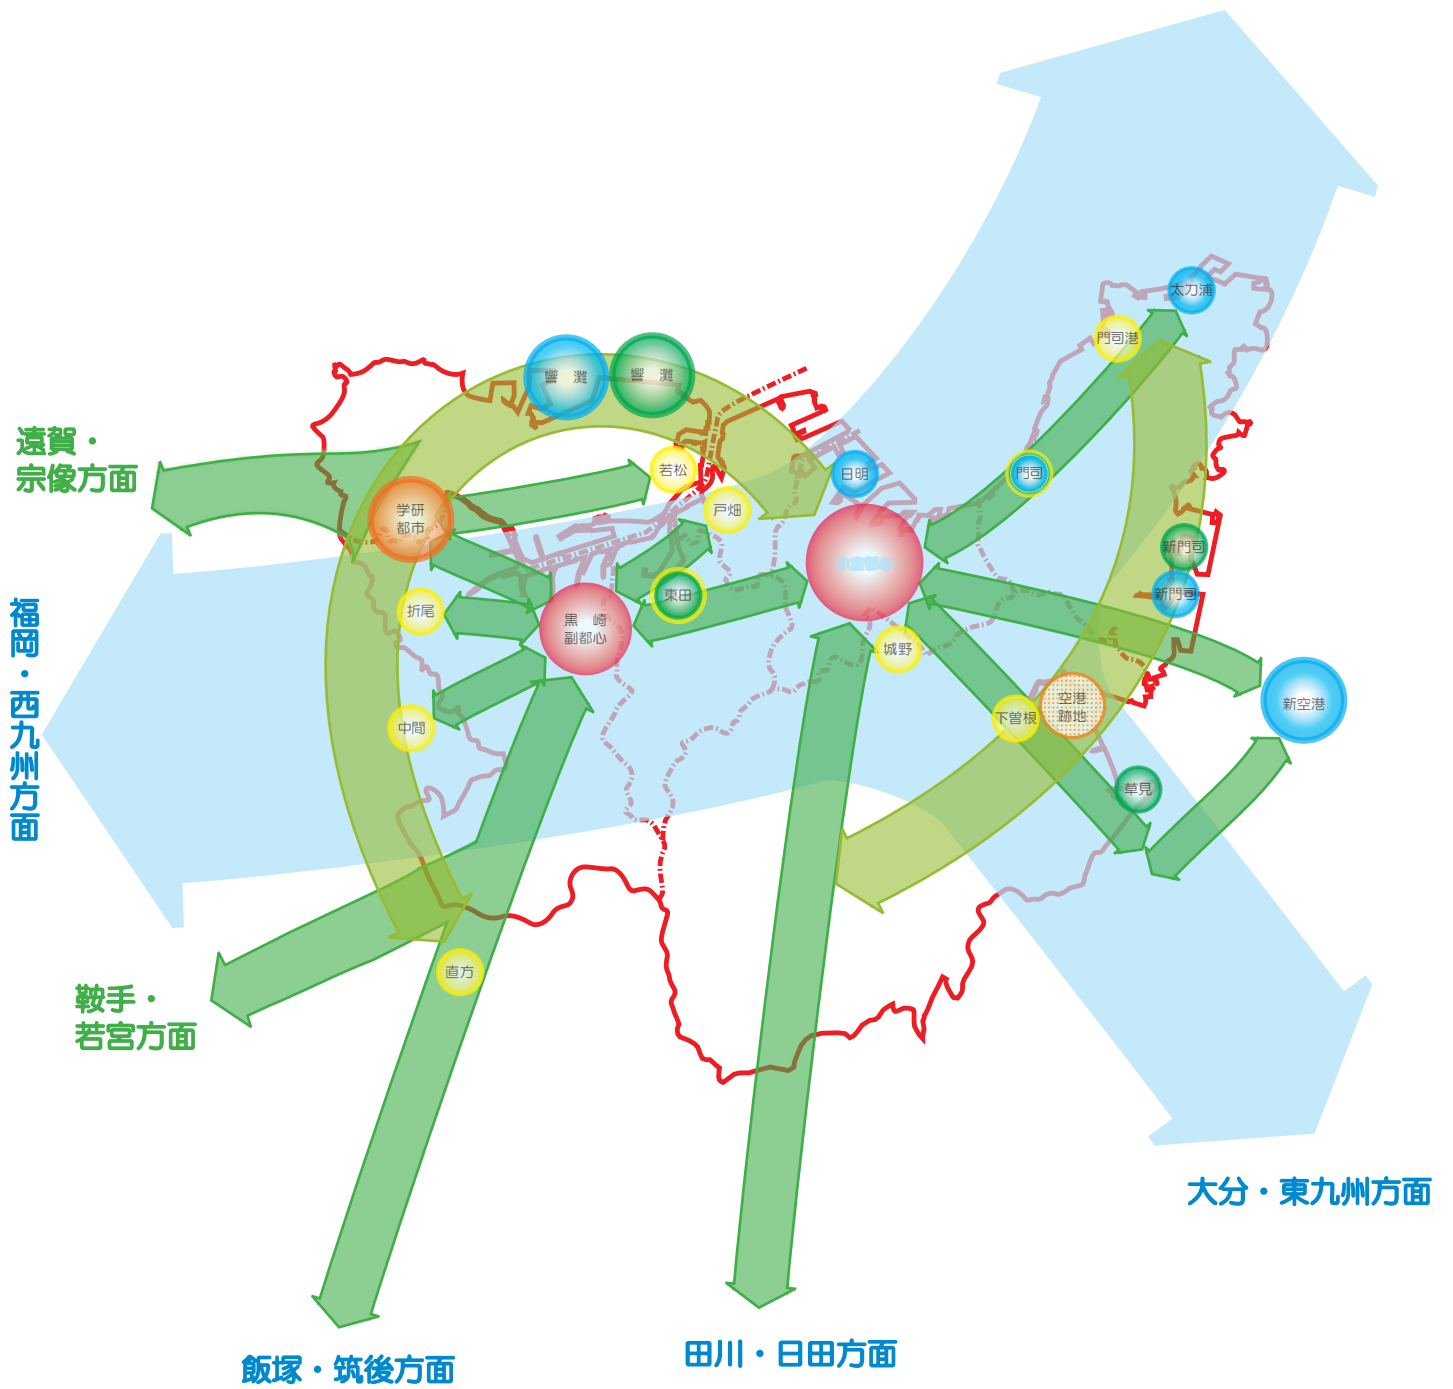 太刀浦
門司港
響　灘
響　灘
遠賀・
宗像方面
若松
日明
門司
戸畑
学研
都市
新門司
小倉都心
東田
新門司
折尾
黒　崎
副都心
城野
福岡・西九州方面
空港
跡地
新空港
下曽根
中間
草見
直方
鞍手・
若宮方面
大分・東九州方面
田川・日田方面
飯塚・筑後方面